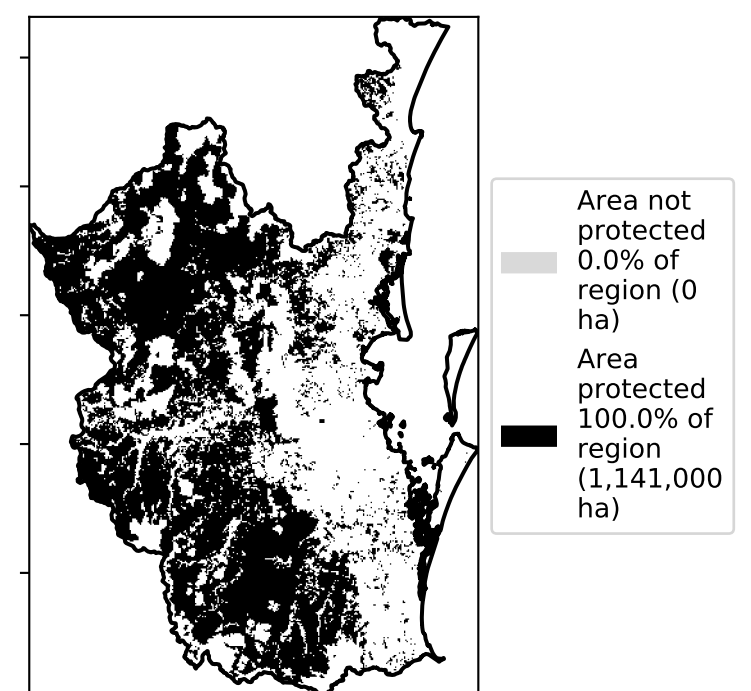 Area not
protected
0.0% of
region (0
ha)
Area
protected
100.0% of
region
(1,141,000
ha)